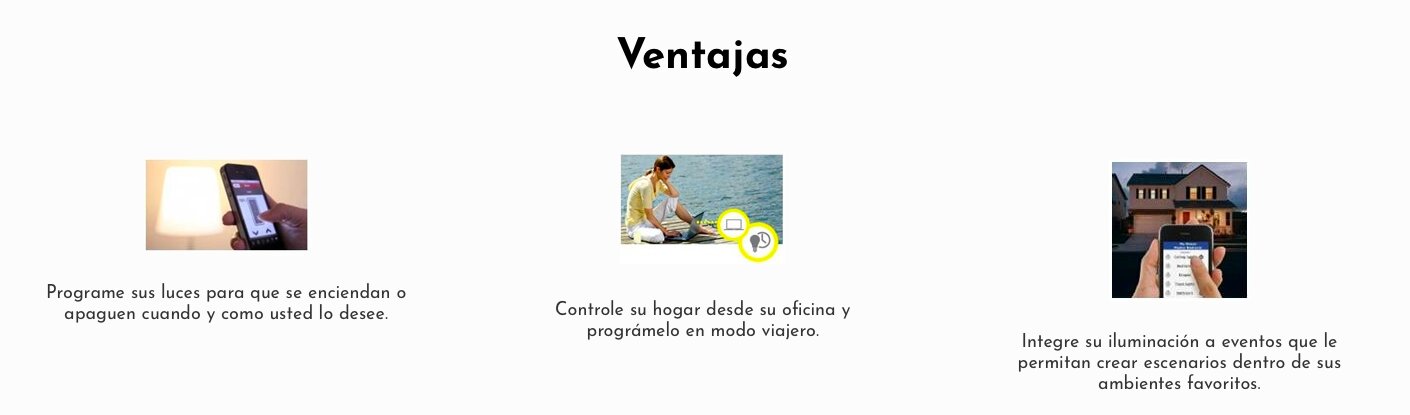 Ventajas
Programe sus luces para que se enciendan o
apaguen cuando y como usted lo desee.
Controle su hogar desde su oficina y
prográmelo en modo viajero.
Integre su iluminación a eventos que le
permitan crear escenarios dentro de sus
ambientes favoritos.